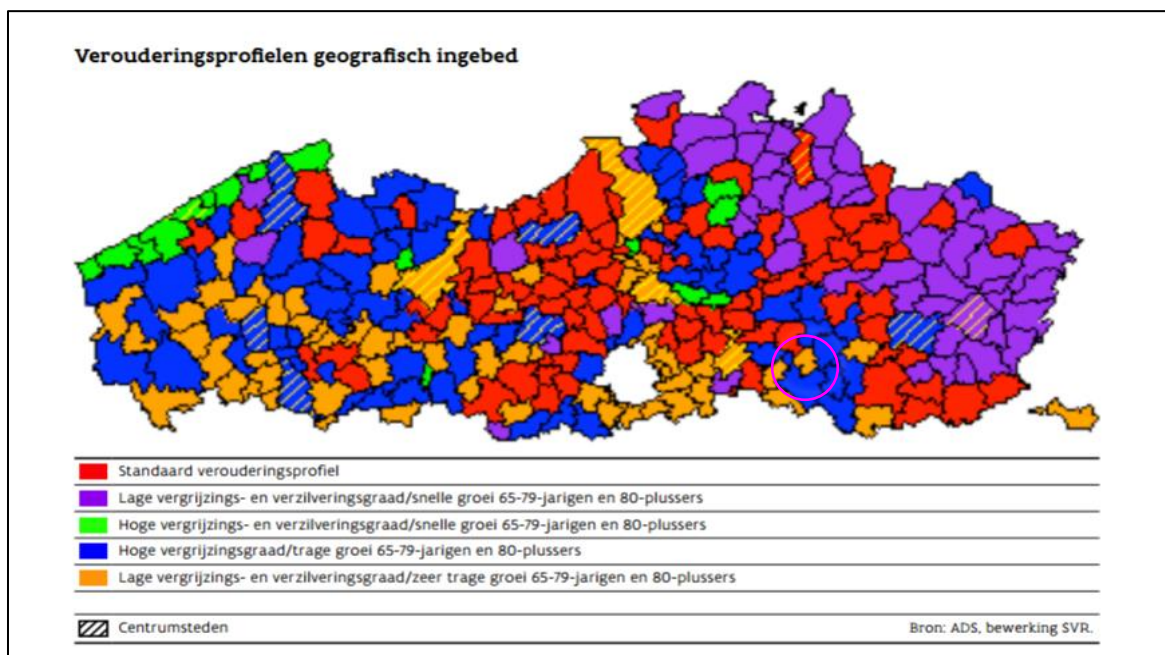 Verouderingsprofielen geografisch ingebed
Standaard verouderingsprofiel
Lage vergrijzings- en verzilveringsgraad/snelle groei 65-79-jarigen en 80-plussers
Hoge vergrijzings- en verzilveringsgraad/snelle groei 65-79-jarigen en 80-plussers
Hoge vergrijzingsgraad/trage groei 65-79-jarigen en 80-plussers
Lage vergrijzings- en verzilveringsgraad/zeer trage groei 65-79-jarigen en 80-plussers
Centrumsteden Bron: ADS, bewerking SVR.